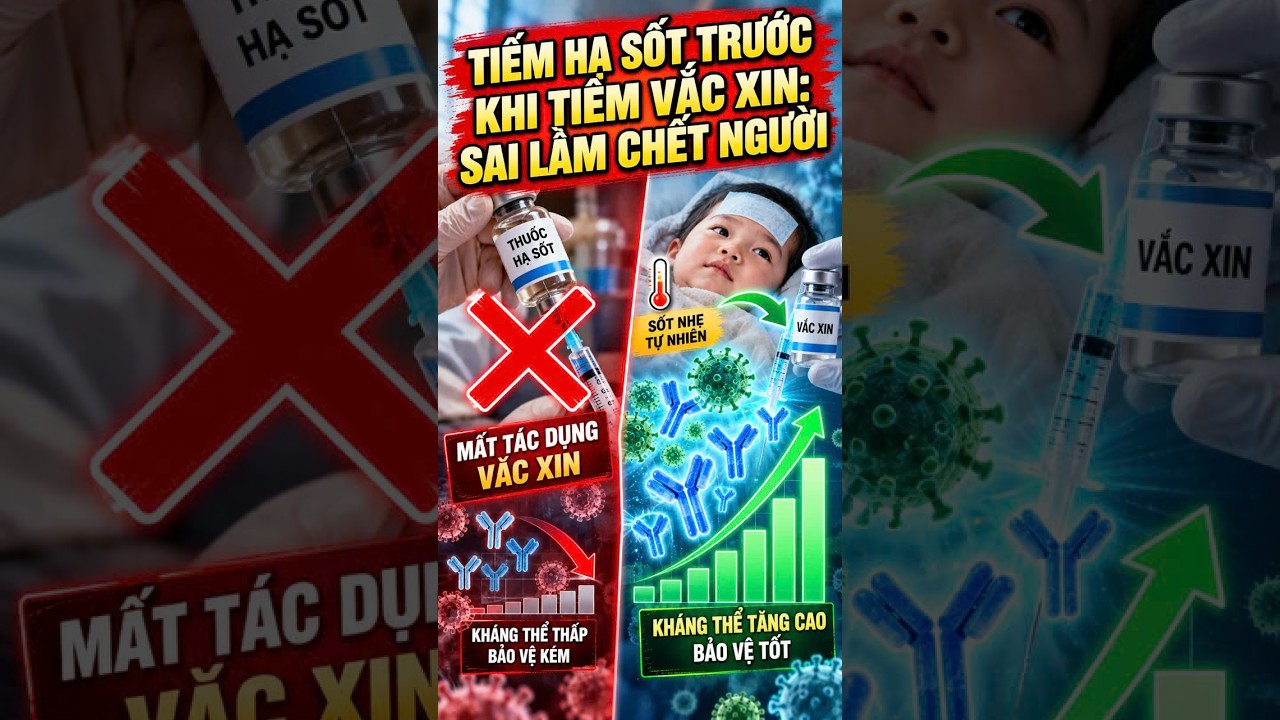 TIẾM HẠ SỐT TRƯỚC
KHI TIÊM VẮC XIN:
SAI LẦM CHẾT NGƯỜI
THUỐC
HẠ SỐT
SỐT NHẸ
TỰ NHIÊN
VẮC XIN
MẤT TÁC DỤNG
VẮC XIN
KHÁNG THỂ THẤP
BẢO VỆ KÉM
KHÁNG THỂ TĂNG CAO
BẢO VỆ TỐT
HẠ SỐT
MẤT TÁC DỤ
VẮC XIN
VẮC XIN